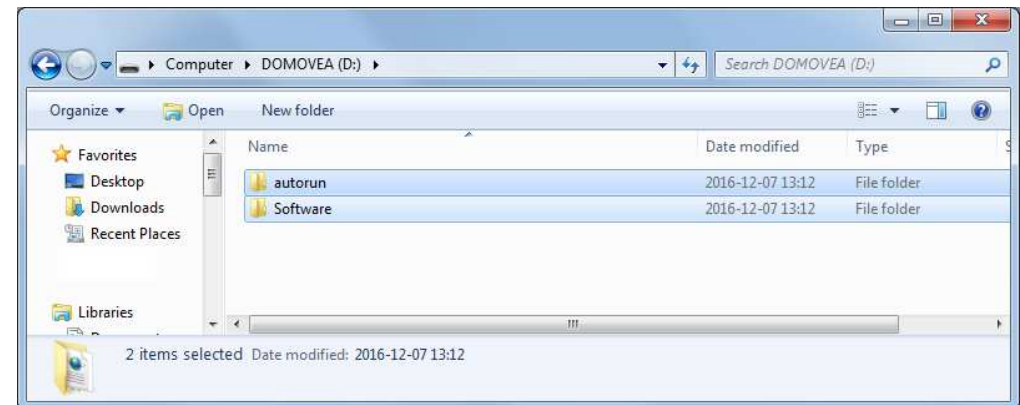 Computer DOMOVEA (D:) Search DOMOVEA (D:)
Organize Open New folder
Name Date modified Type
Favorites
Desktop
Downloads
Recent Places
Libraries
autorun 2016-12-07 13:12 File folder
Software 2016-12-07 13:12 File folder
2 items selected Date modified: 2016-12-07 13:12